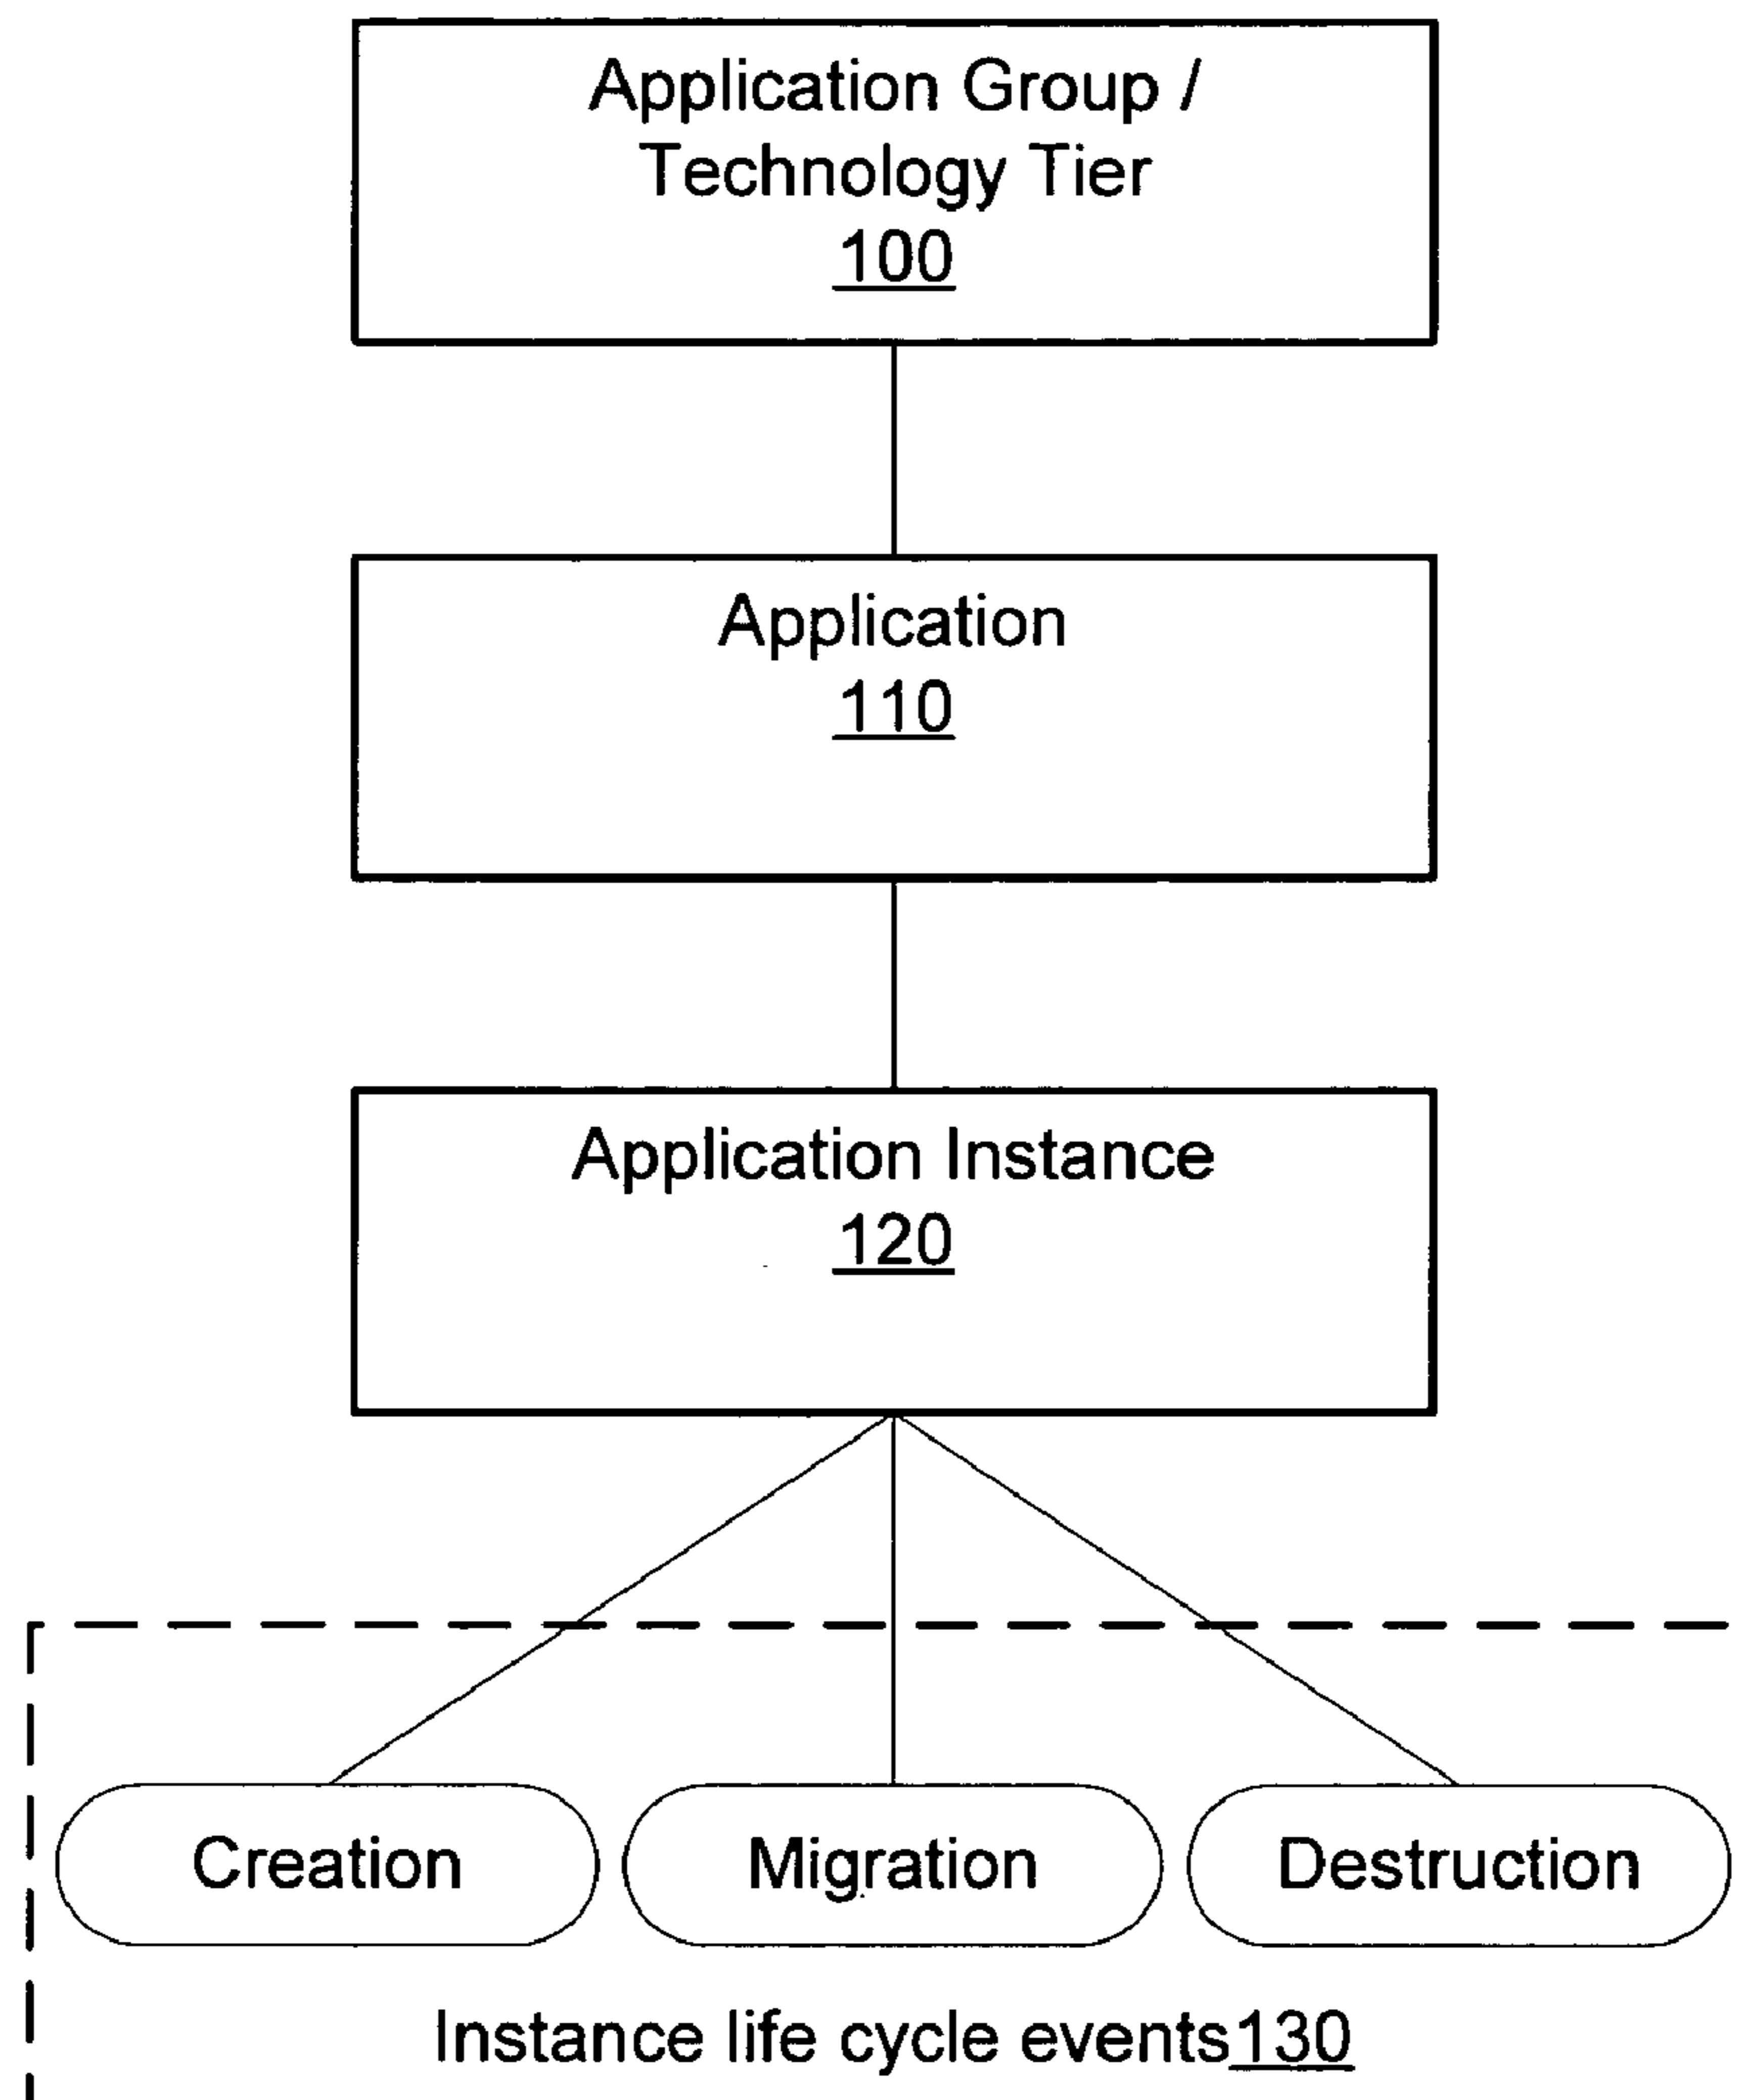 Application Group /
Technology Tier
100
Application
110
Application Instance
120
Creation Migration Destruction
Instance life cycle events130